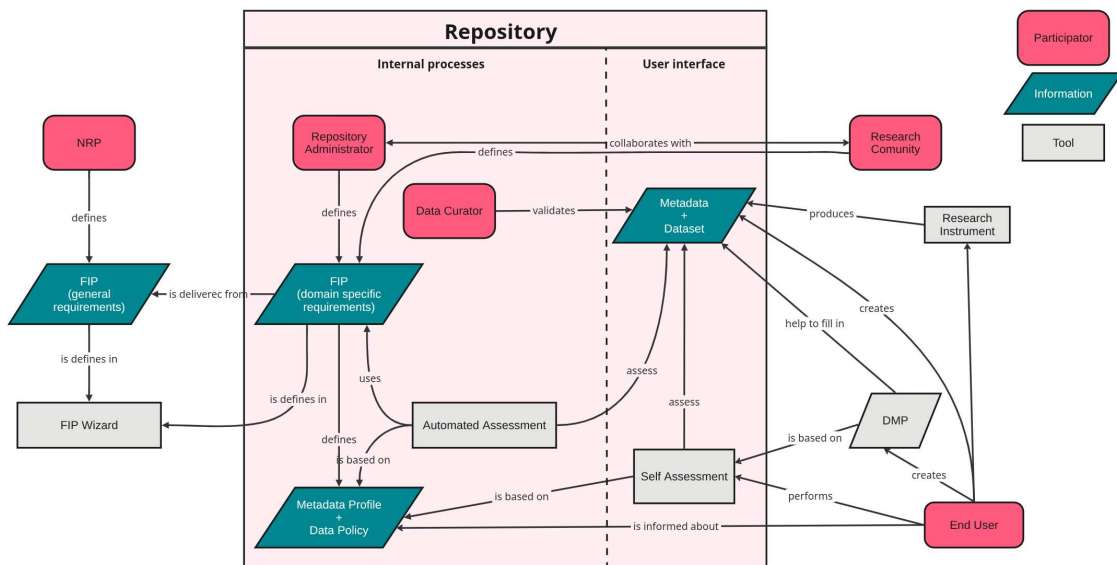 Repository
Internal processes
User interface
Participator
Information
Tool
NRP
Repository
Administrator
collaborates with
Research
Comunity
defines
defines
defines
Data Curator
validates
Metadata
+
Dataset
produces
Research
Instrument
FIP
(general
requirements)
is deliverec from
FIP
(domain specific
requirements)
help to fill in
creates
is defines in
uses
is defines in
assess
assess
FIP Wizard
Automated Assessment
DMP
defines
is based on
is based on
Self Assessment
creates
is based on
performs
Metadata Profile
+
Data Policy
is informed about
End User